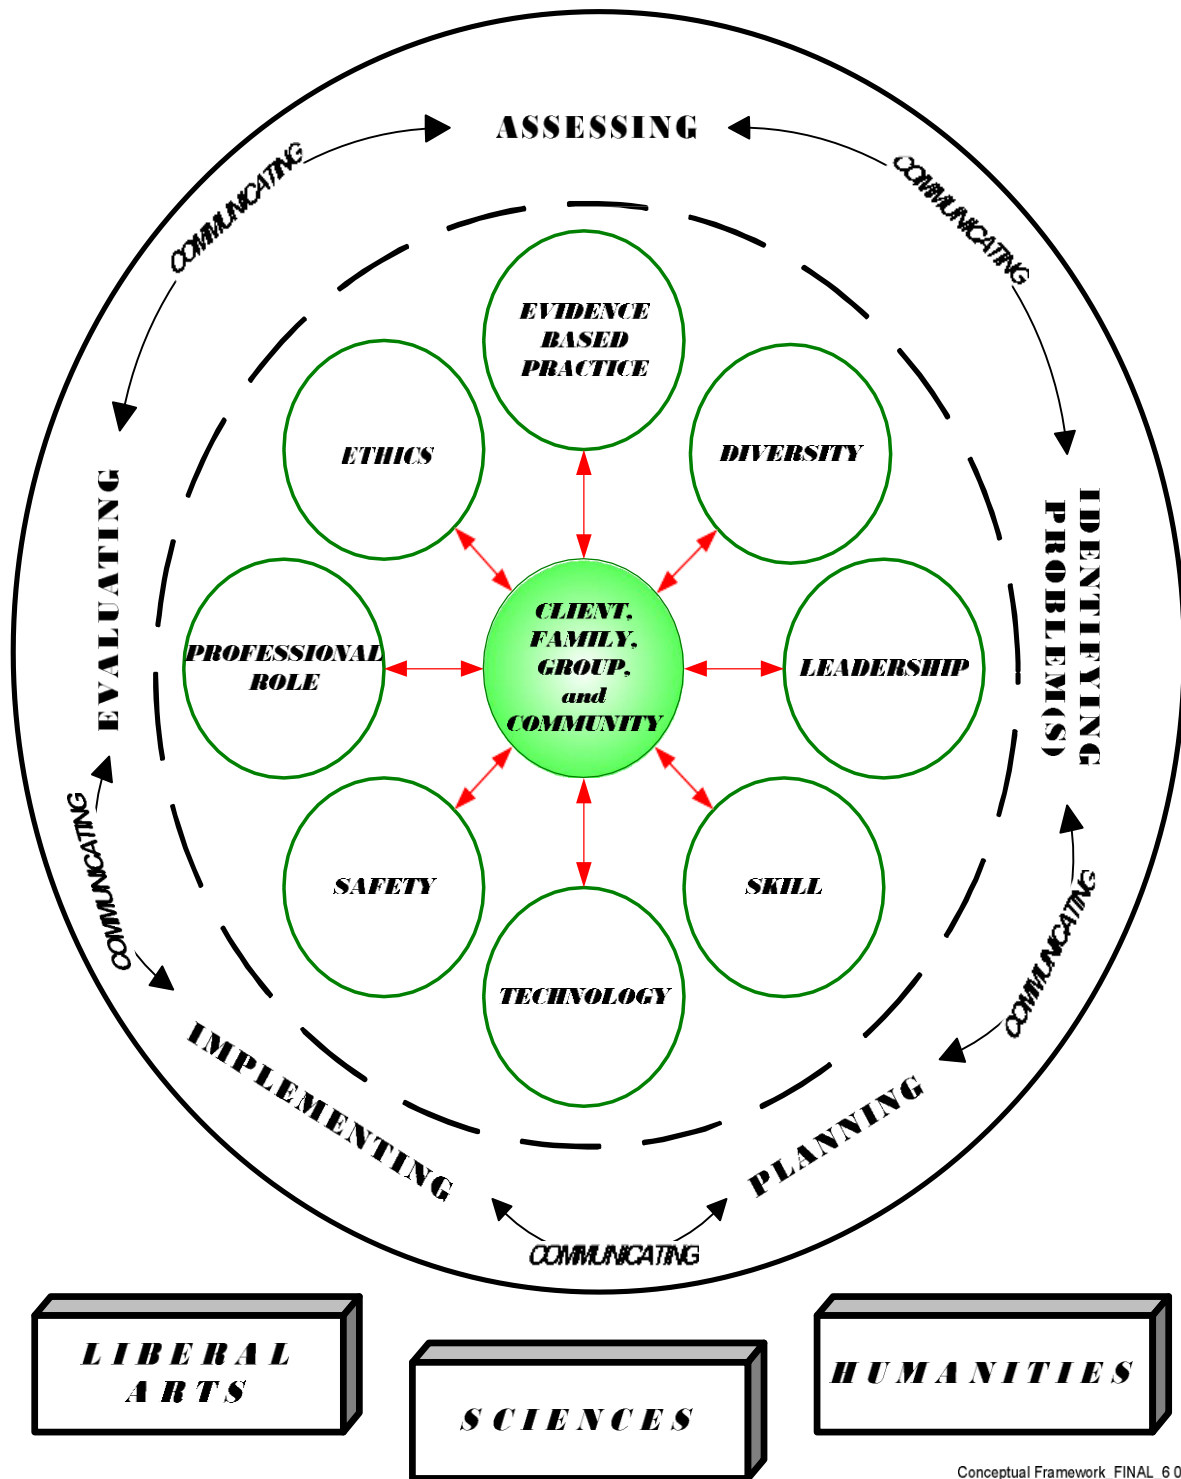 ASSESSING
COMMUNICATING
COMMUNICATING
EVIDENCE
BASED
PRACTICE
ETHICS
DIVERSITY
EVALUATING
IDENTIFYING
PROBLEM(S)
CLIENT,
FAMILY,
GROUP,
and
COMMUNITY
PROFESSIONAL
ROLE
LEADERSHIP
COMMUNICATING
COMMUNICATING
SAFETY
SKILL
TECHNOLOGY
IMPLEMENTING
PLANNING
COMMUNICATING
LIBERAL
ARTS
SCIENCES
HUMANITIES
Conceptual Framework_FINAL_6 0